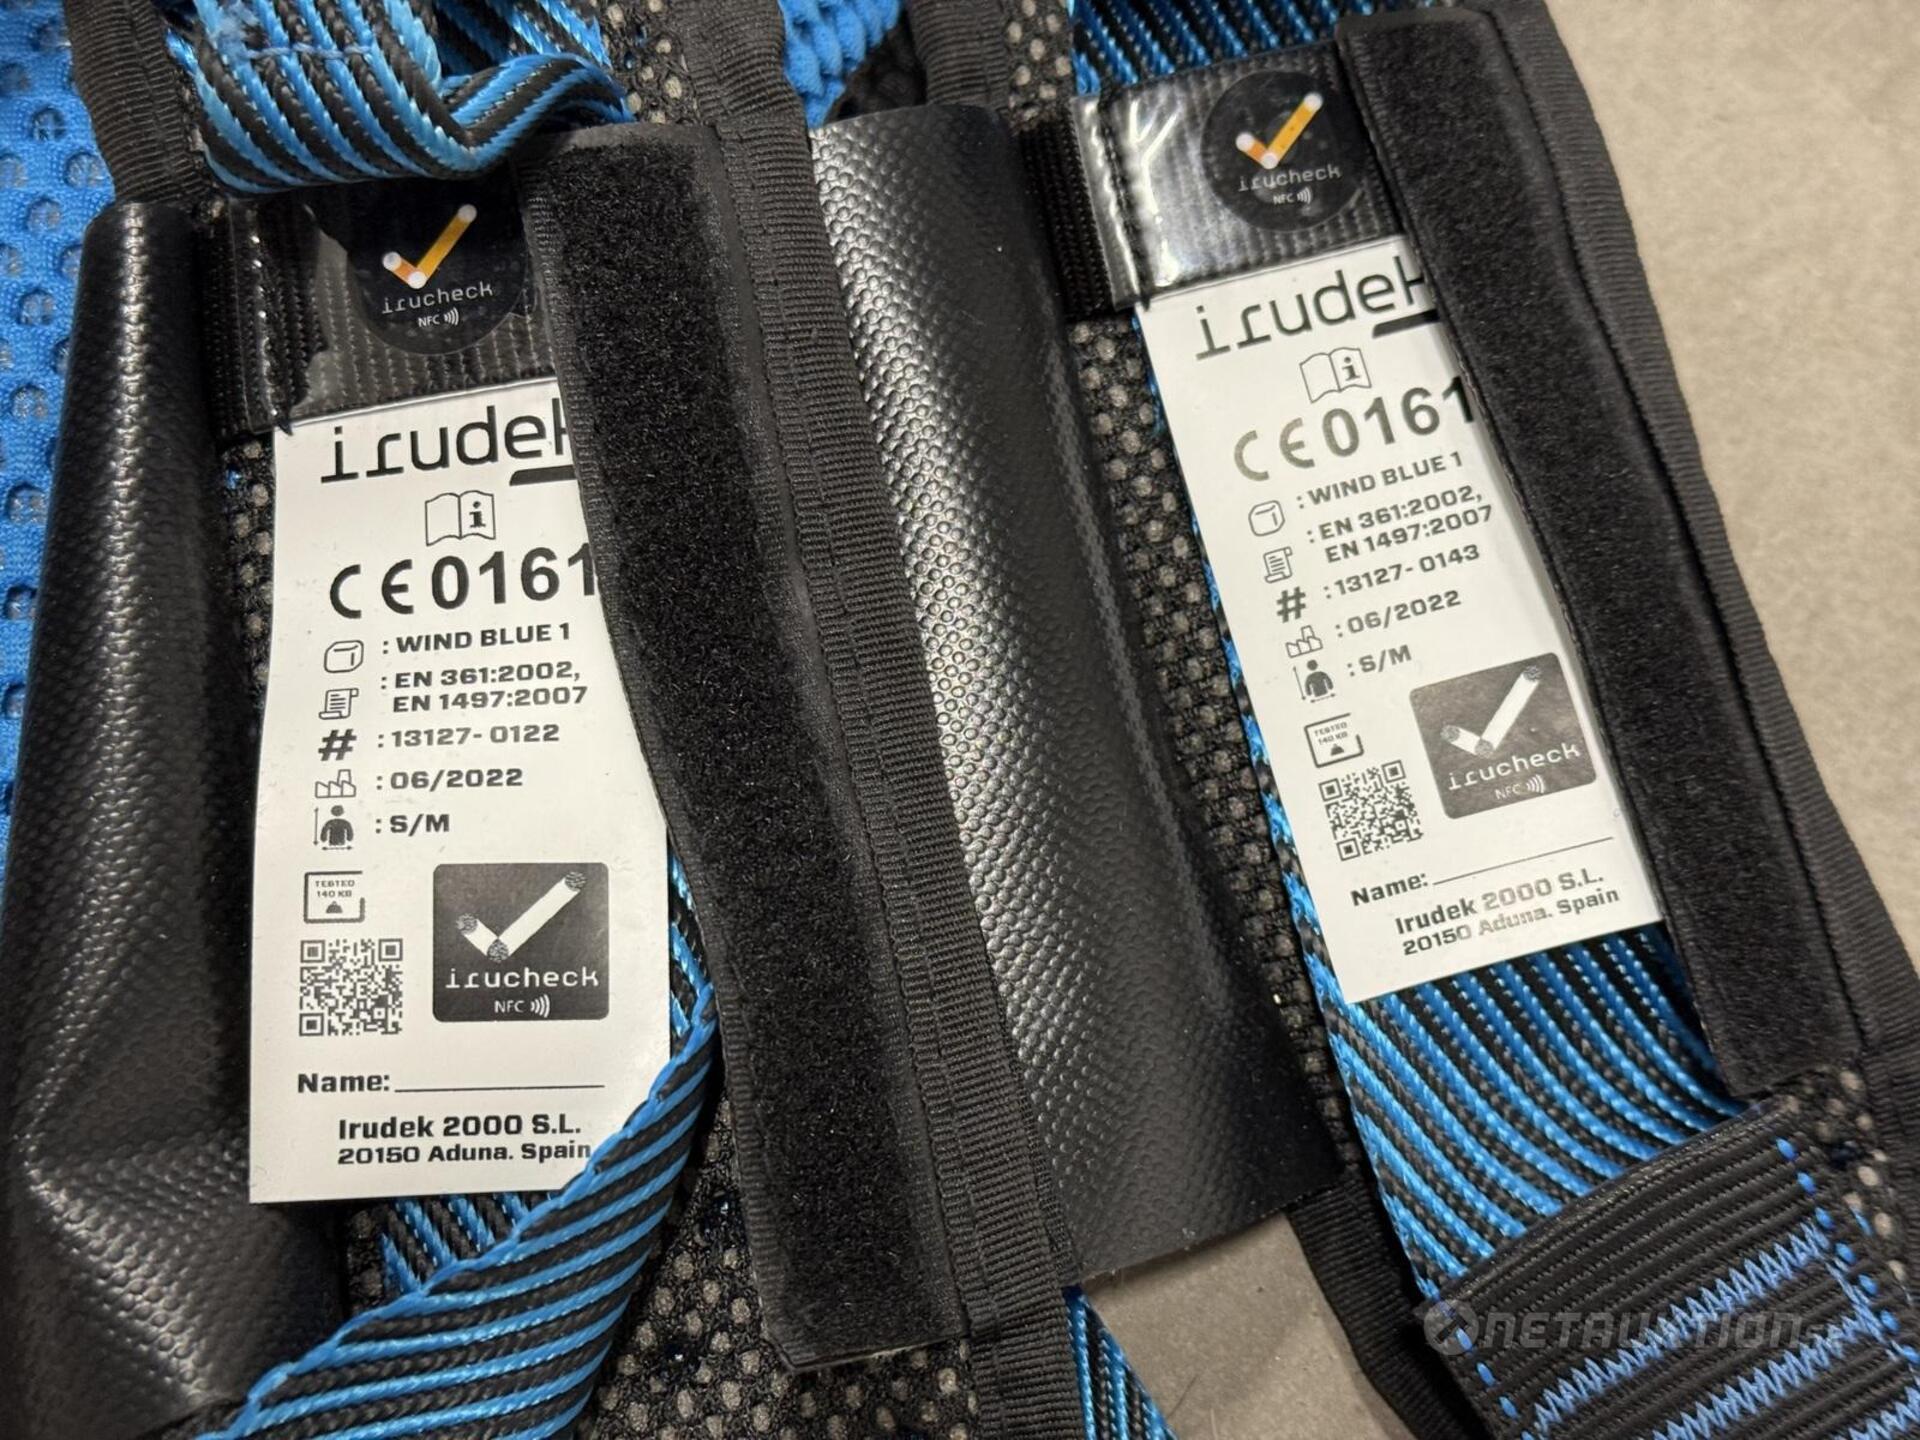 irucheck
NFC
irudek
i
CE0161
: WIND BLUE 1
: EN 361:2002,
EN 1497:2007
# : 13127- 0122
: 06/2022
: S/M
TESTED
140 KG
irucheck
NFC
Name:
Irudek 2000 S.L.
20150 Aduna. Spain
irucheck
NFC
irudek
i
CE0161
: WIND BLUE 1
: EN 361:2002,
EN 1497:2007
# : 13127- 0143
: 06/2022
: S/M
TESTED
140 KG
irucheck
NFC
Name:
Irudek 2000 S.L.
20150 Aduna. Spain